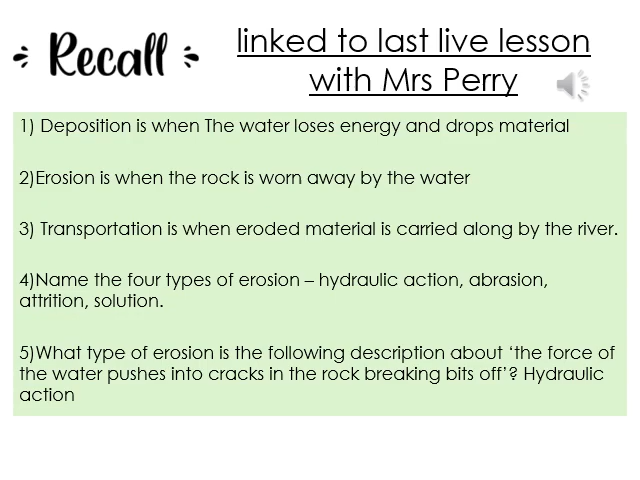 Recall
linked to last live lesson
with Mrs Perry
1) Deposition is when The water loses energy and drops material
2)Erosion is when the rock is worn away by the water
3) Transportation is when eroded material is carried along by the river.
4)Name the four types of erosion – hydraulic action, abrasion,
attrition, solution.
5)What type of erosion is the following description about ‘the force of
the water pushes into cracks in the rock breaking bits off’? Hydraulic
action